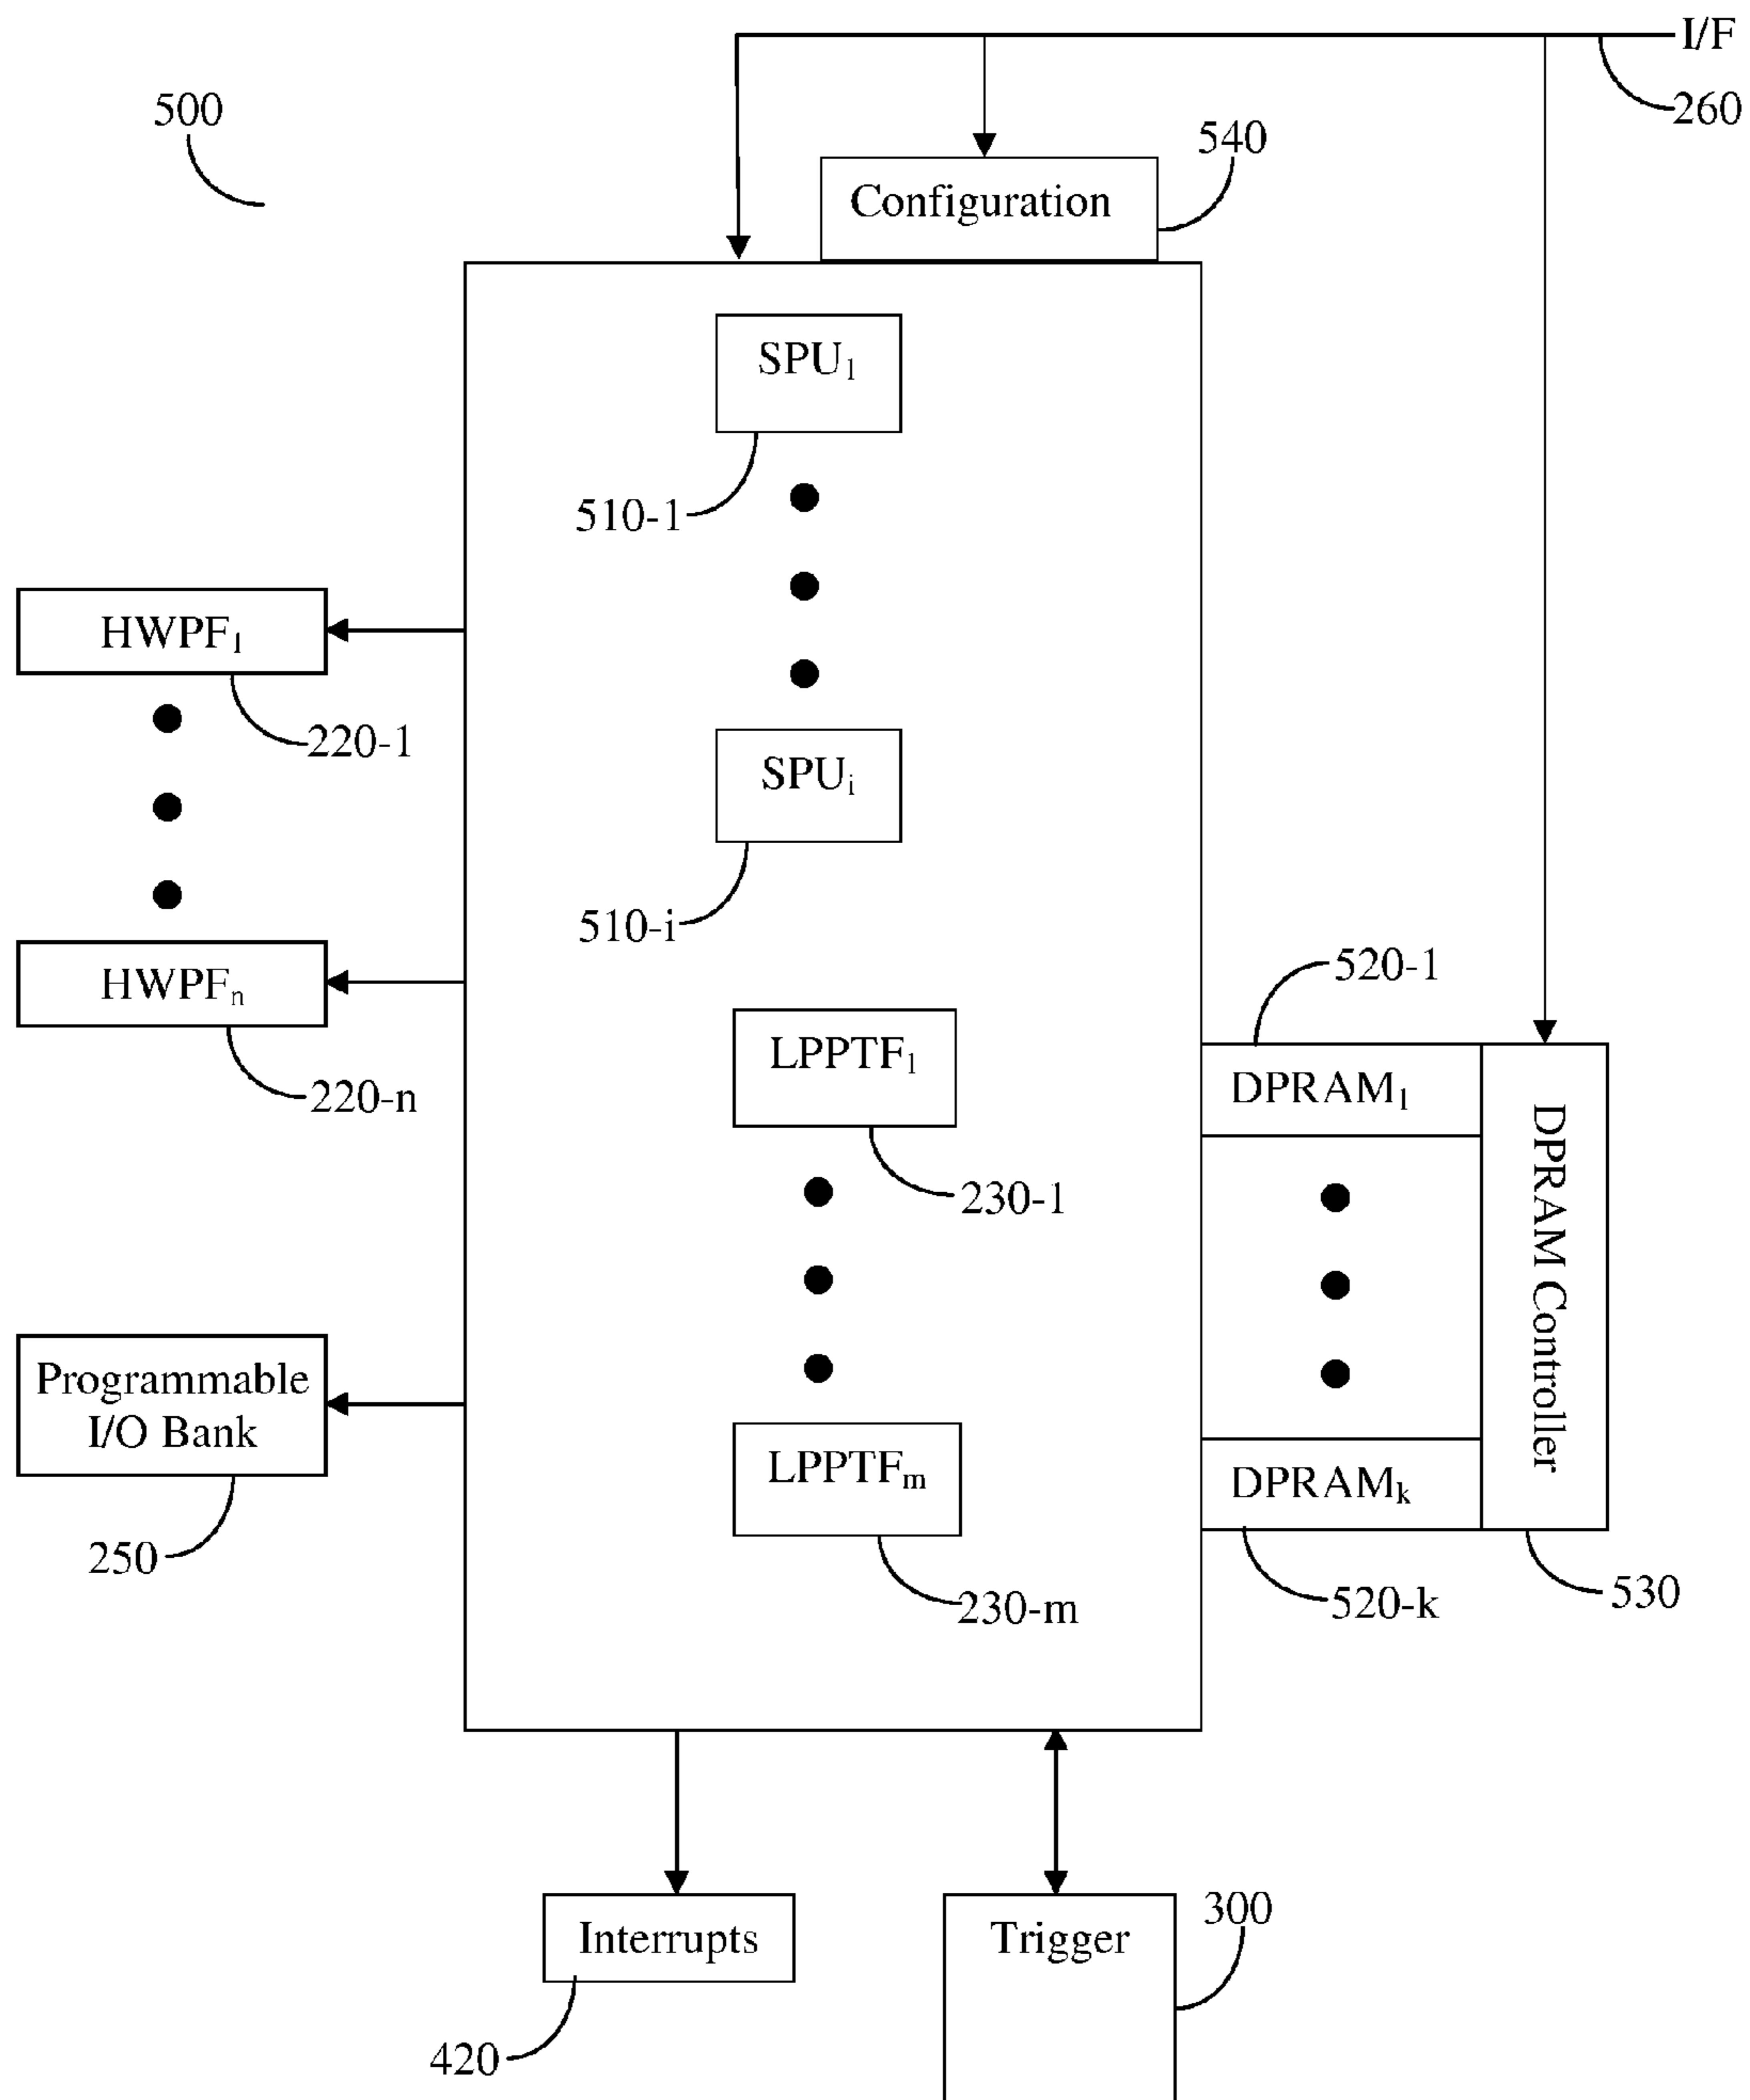 I/F
260
500
540
Configuration
SPU₁
510-1
HWPF₁
220-1
SPUᵢ
510-i
HWPFₙ
220-n
520-1
LPPTF₁
DPRAM₁
230-1
DPRAM Controller
Programmable
I/O Bank
250
LPPTFₘ
DPRAMₖ
230-m
520-k
530
Interrupts
420
Trigger
300